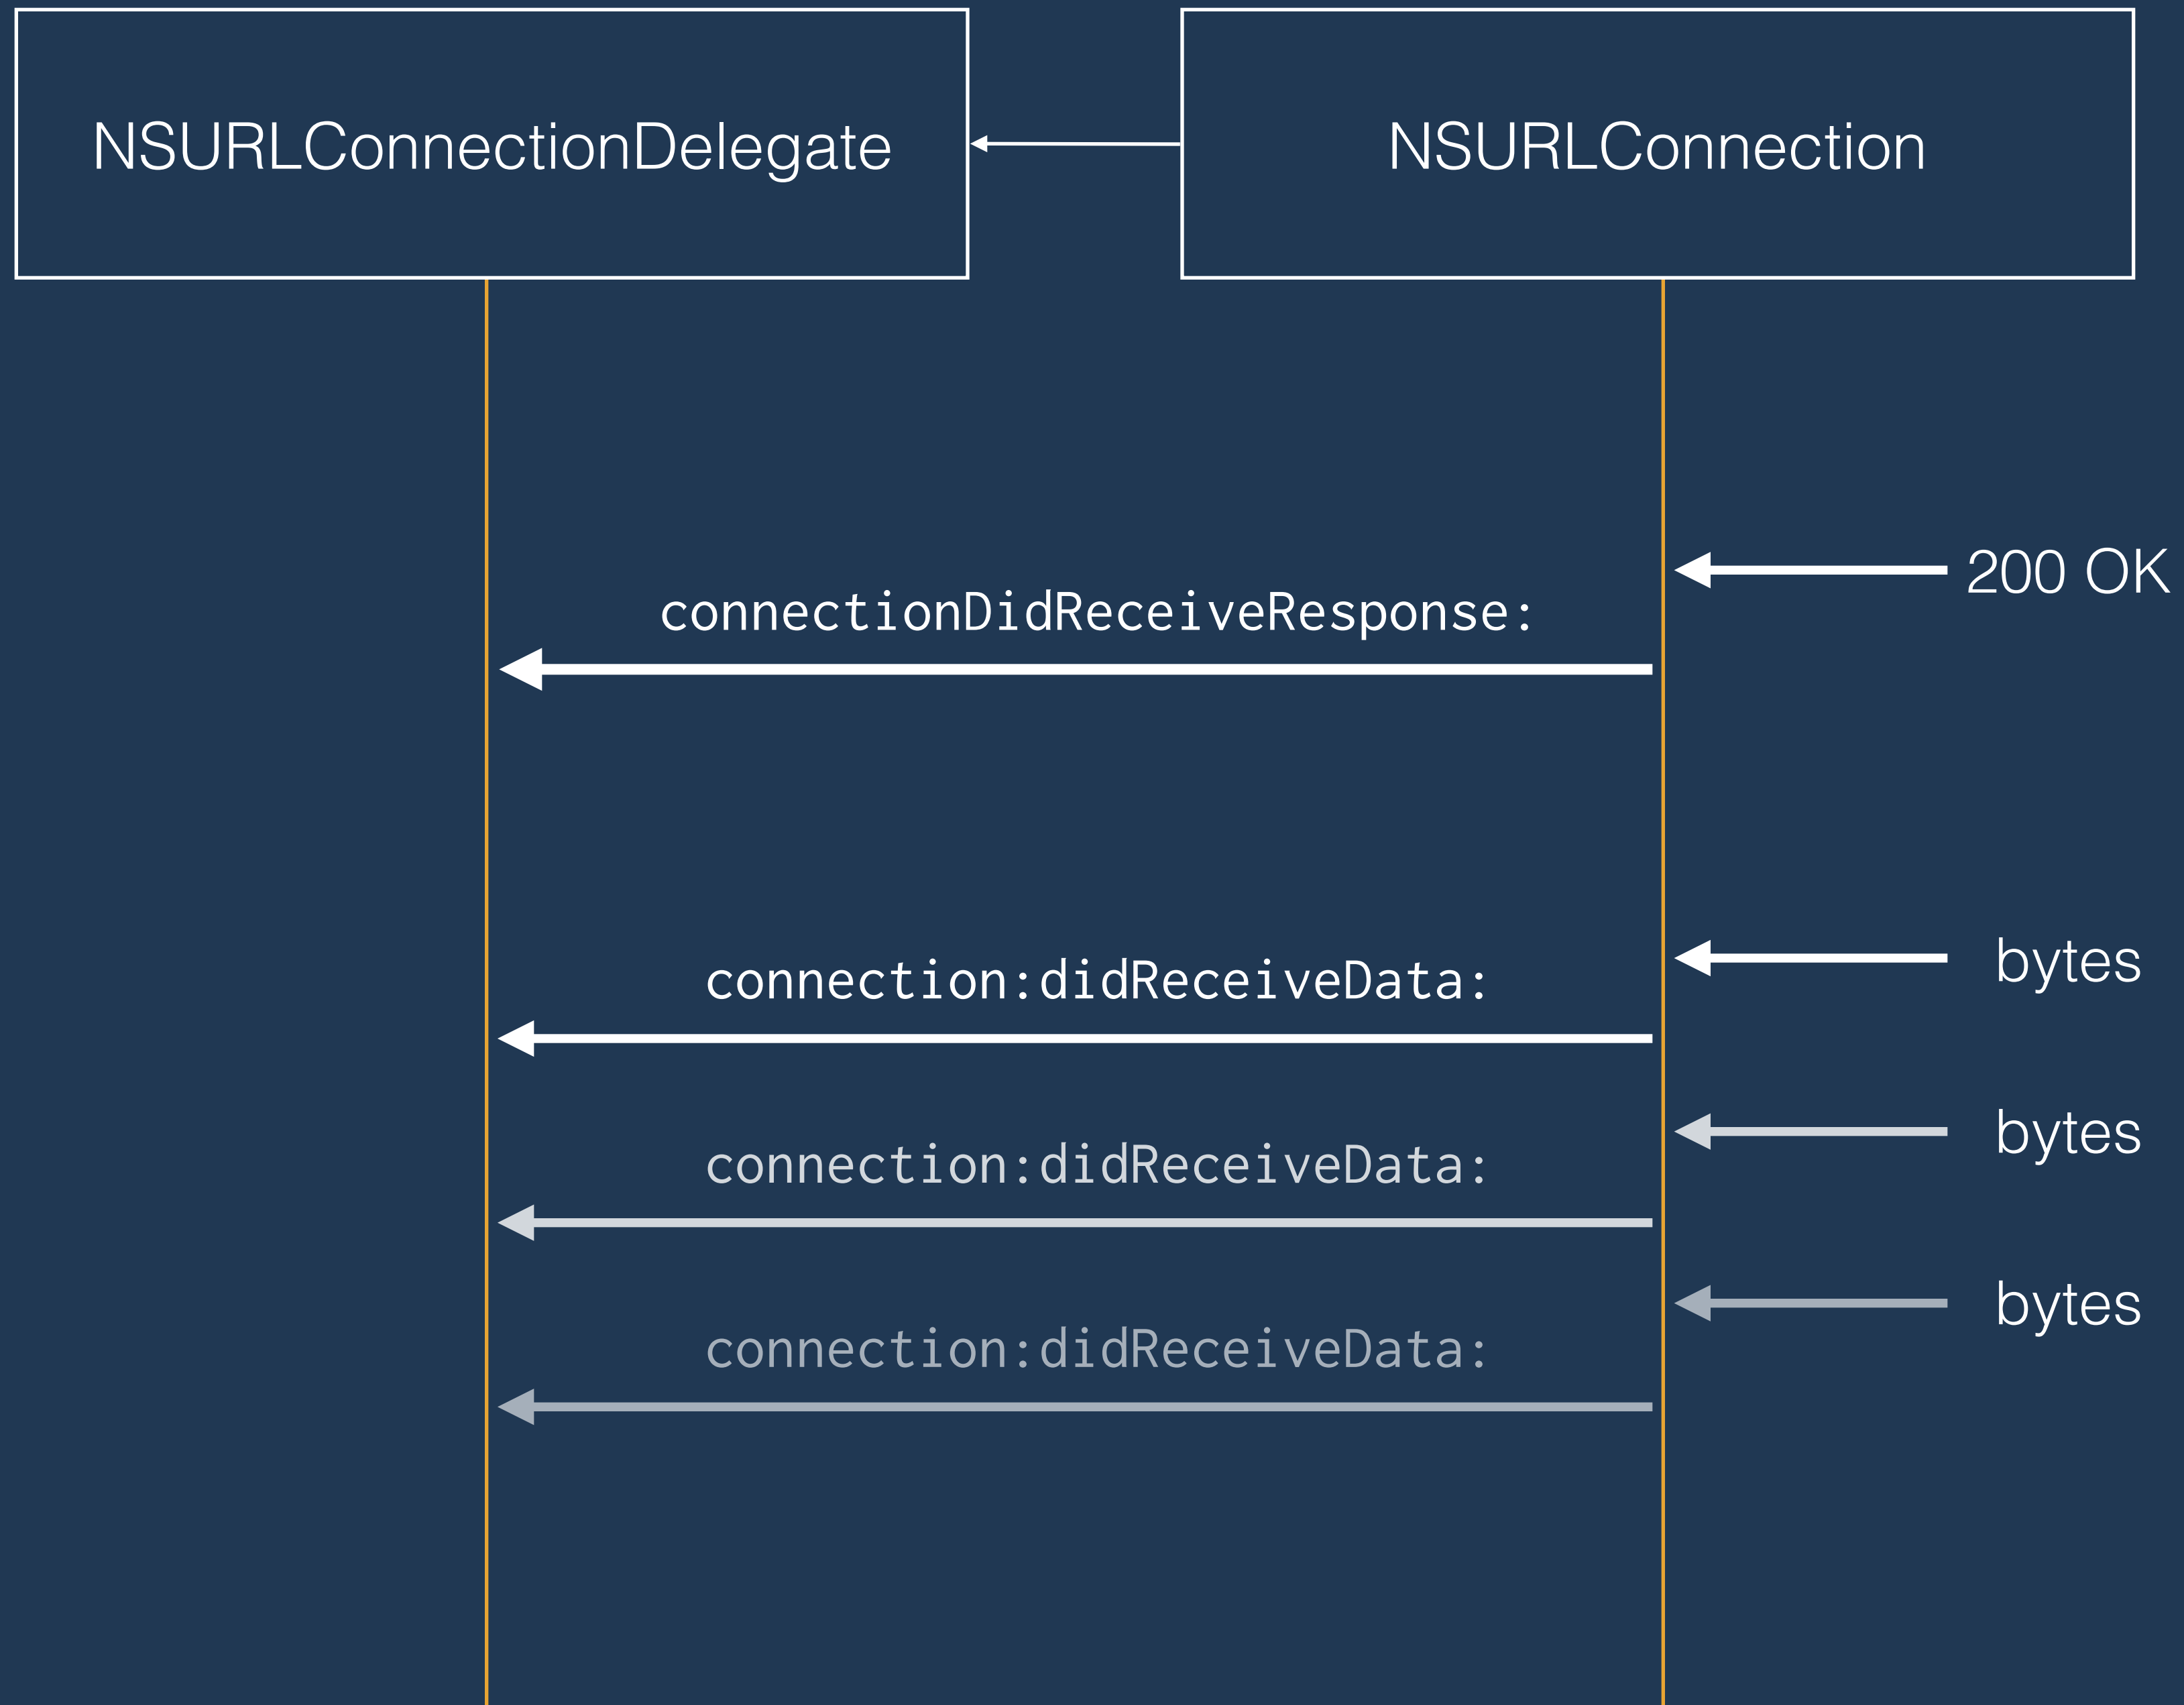 NSURLConnectionDelegate
NSURLConnection
200 OK
connectionDidReceiveResponse:
bytes
connection:didReceiveData:
bytes
connection:didReceiveData:
bytes
connection:didReceiveData: